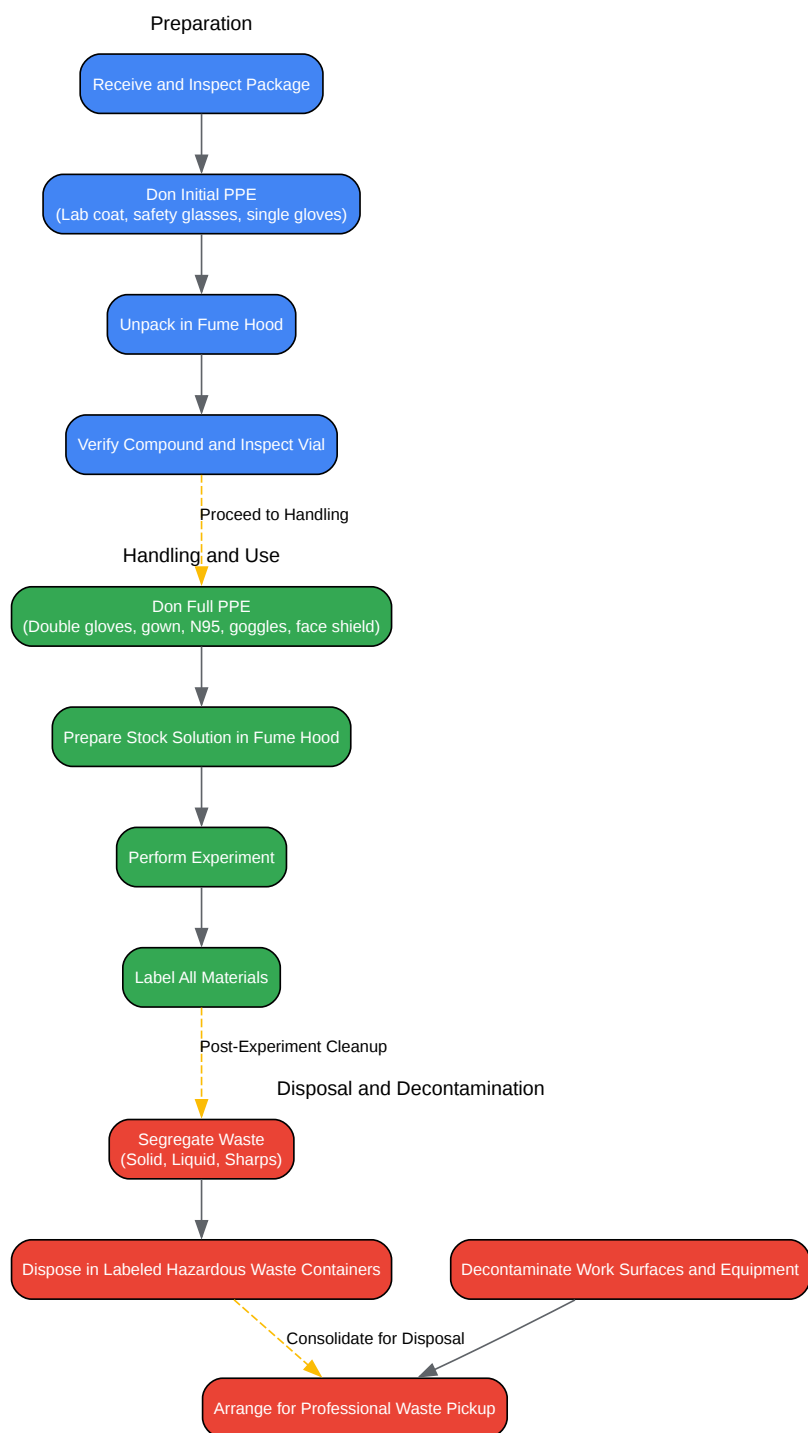 Preparation
Receive and Inspect Package
Don Initial PPE
(Lab coat, safety glasses, single gloves)
Unpack in Fume Hood
Verify Compound and Inspect Vial
Proceed to Handling
Handling and Use
Don Full PPE
(Double gloves, gown, N95, goggles, face shield)
Prepare Stock Solution in Fume Hood
Perform Experiment
Label All Materials
Post-Experiment Cleanup
Disposal and Decontamination
Segregate Waste
(Solid, Liquid, Sharps)
Dispose in Labeled Hazardous Waste Containers
Decontaminate Work Surfaces and Equipment
Consolidate for Disposal
Arrange for Professional Waste Pickup